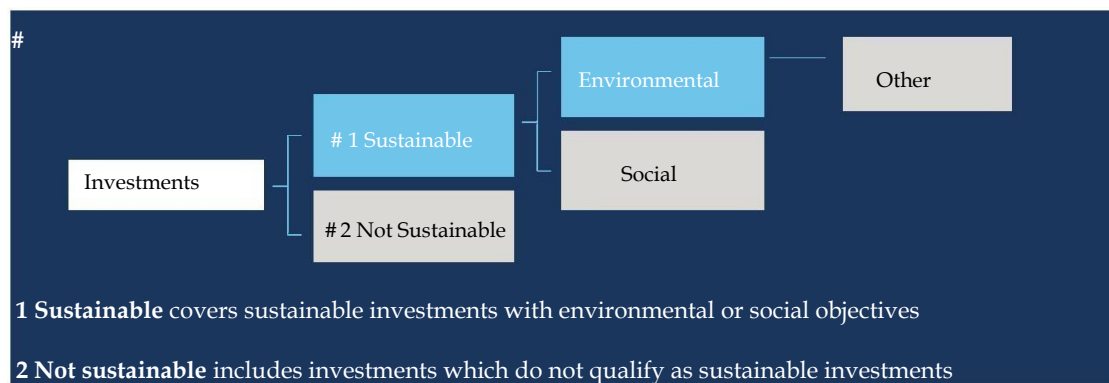 #
Environmental
Other
# 1 Sustainable
Social
Investments
# 2 Not Sustainable
1 Sustainable covers sustainable investments with environmental or social objectives
2 Not sustainable includes investments which do not qualify as sustainable investments